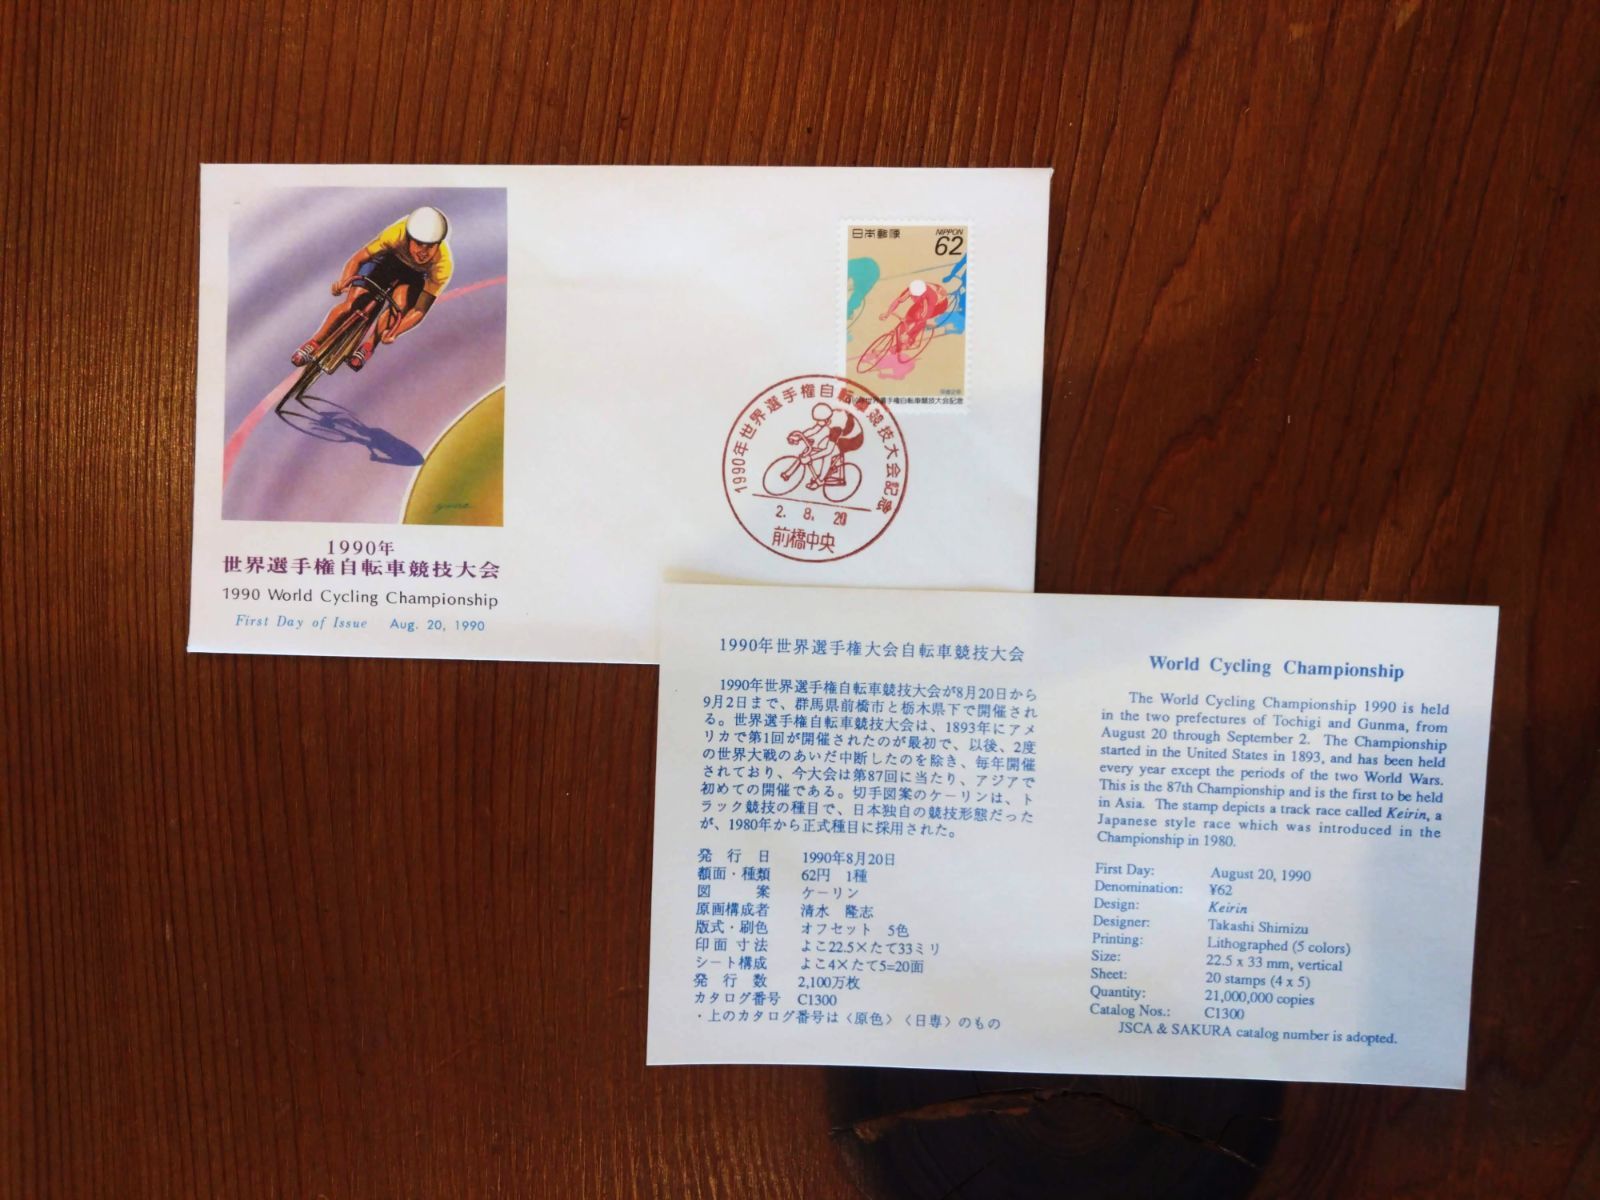 日本郵便
NIPPON
62
平成2年
世界選手権自転車競技大会記念
1990年世界選手権自転車競技大会記念
2. 8. 20
前橋中央
1990年
世界選手権自転車競技大会
1990 World Cycling Championship
First Day of Issue Aug. 20, 1990
1990年世界選手権大会自転車競技大会
1990年世界選手権自転車競技大会が8月20日から
9月2日まで、群馬県前橋市と栃木県下で開催され
る。世界選手権自転車競技大会は、1893年にアメ
リカで第1回が開催されたのが最初で、以後、2度
の世界大戦のあいだ中断したのを除き、毎年開催
されており、今大会は第87回に当たり、アジアで
初めての開催である。切手図案のケーリンは、ト
ラック競技の種目で、日本独自の競技形態だった
が、1980年から正式種目に採用された。
発行日 1990年8月20日
額面・種類 62円 1種
図案 ケーリン
原画構成者 清水 隆志
版式・刷色 オフセット 5色
印面寸法 よこ22.5×たて33ミリ
シート構成 よこ4×たて5=20面
発行数 2,100万枚
カタログ番号 C1300
・上のカタログ番号は〈原色〉〈日専〉のもの
World Cycling Championship
The World Cycling Championship 1990 is held
in the two prefectures of Tochigi and Gunma, from
August 20 through September 2. The Championship
started in the United States in 1893, and has been held
every year except the periods of the two World Wars.
This is the 87th Championship and is the first to be held
in Asia. The stamp depicts a track race called Keirin, a
Japanese style race which was introduced in the
Championship in 1980.
First Day: August 20, 1990
Denomination: ¥62
Design: Keirin
Designer: Takashi Shimizu
Printing: Lithographed (5 colors)
Size: 22.5 x 33 mm, vertical
Sheet: 20 stamps (4 x 5)
Quantity: 21,000,000 copies
Catalog Nos.: C1300
JSCA & SAKURA catalog number is adopted.